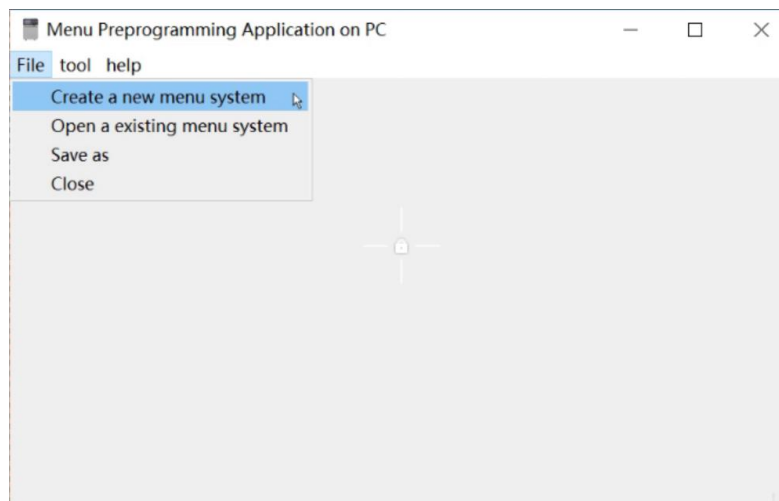 Menu Preprogramming Application on PC
File tool help
Create a new menu system
Open a existing menu system
Save as
Close